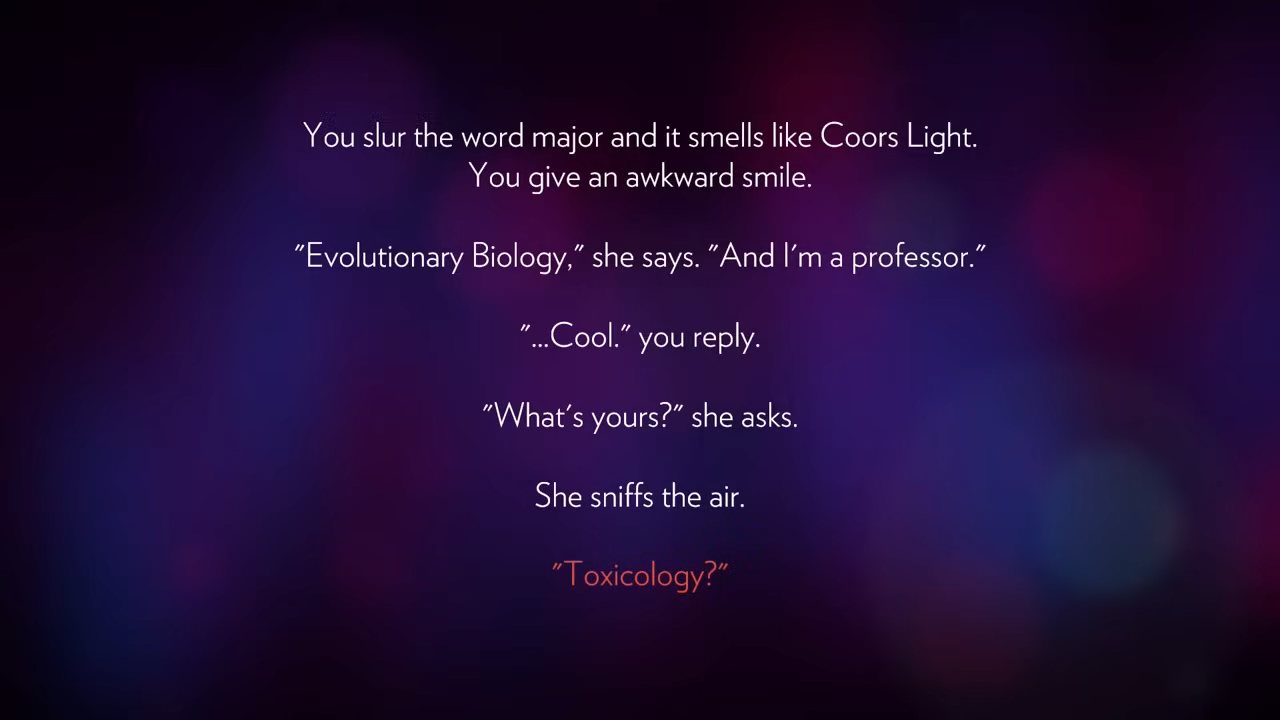 You slur the word major and it smells like Coors Light.
You give an awkward smile.
"Evolutionary Biology," she says. "And I'm a professor."
"...Cool." you reply.
"What's yours?" she asks.
She sniffs the air.
"Toxicology?"